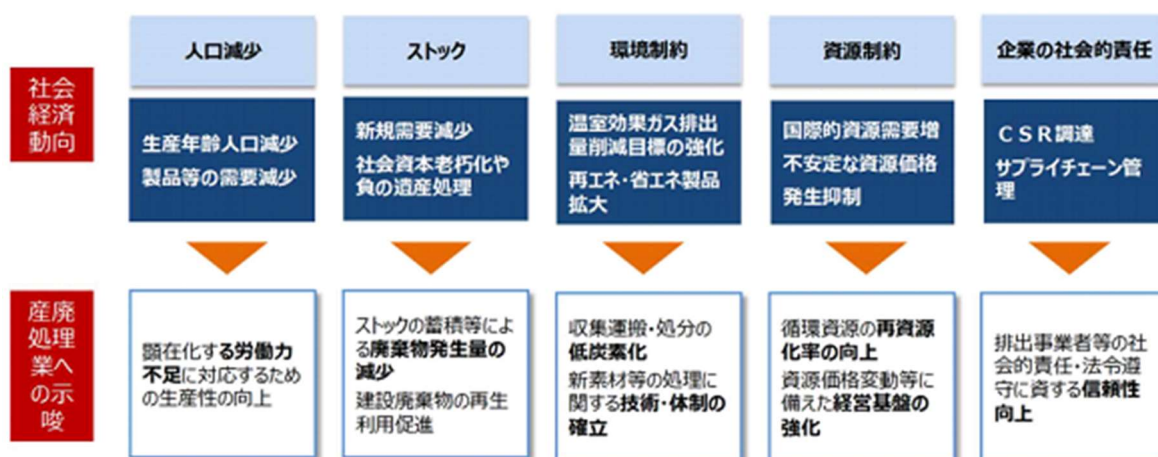 人口減少
ストック
環境制約
資源制約
企業の社会的責任
社会
経済
動向
生産年齢人口減少
製品等の需要減少
新規需要減少
社会資本老朽化や
負の遺産処理
温室効果ガス排出
量削減目標の強化
再エネ・省エネ製品
拡大
国際的資源需要増
不安定な資源価格
発生抑制
ＣＳＲ調達
サプライチェーン管
理
産廃
処理
業へ
の示
唆
顕在化する労働力
不足に対応するため
の生産性の向上
ストックの蓄積等によ
る廃棄物発生量の
減少
建設廃棄物の再生
利用促進
収集運搬・処分の
低炭素化
新素材等の処理に
関する技術・体制の
確立
循環資源の再資源
化率の向上
資源価格変動等に
備えた経営基盤の
強化
排出事業者等の社
会的責任・法令遵
守に資する信頼性
向上